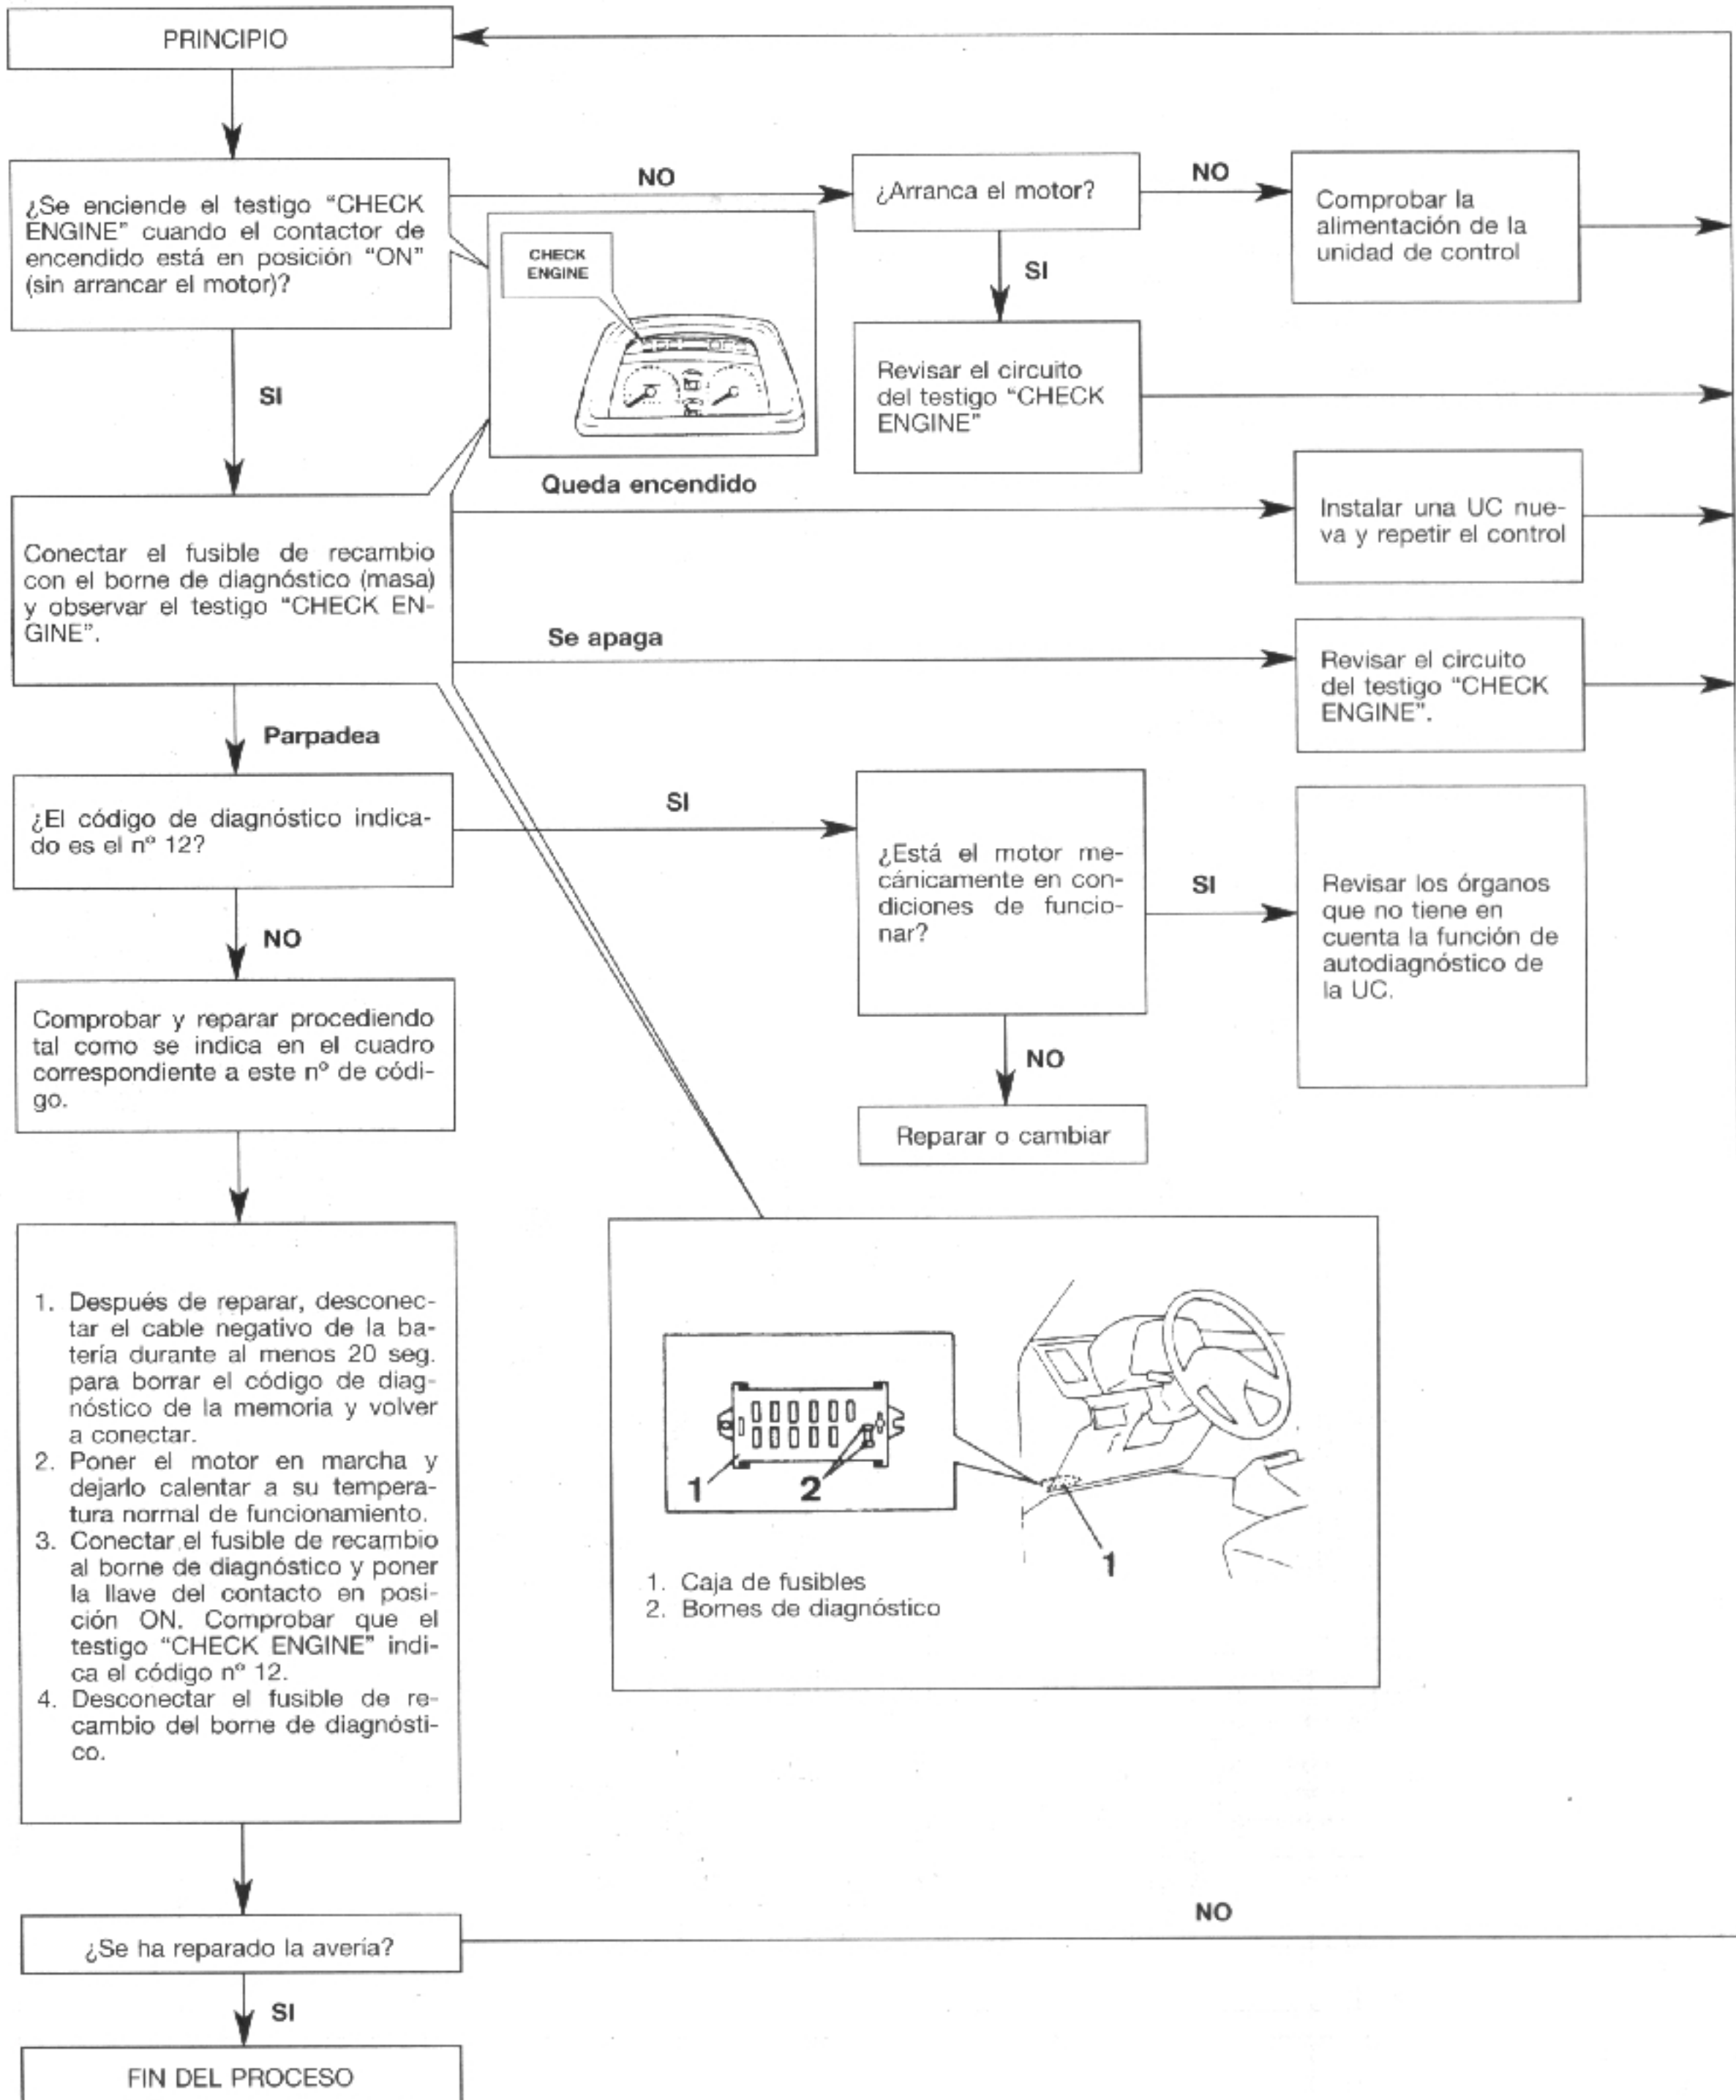 PRINCIPIO
¿Se enciende el testigo “CHECK
ENGINE” cuando el contactor de
encendido está en posición “ON”
(sin arrancar el motor)?
NO
¿Arranca el motor?
NO
Comprobar la
alimentación de la
unidad de control
CHECK
ENGINE
SI
SI
Revisar el circuito
del testigo “CHECK
ENGINE”
Queda encendido
Instalar una UC nue-
va y repetir el control
Conectar el fusible de recambio
con el borne de diagnóstico (masa)
y observar el testigo “CHECK EN-
GINE”.
Se apaga
Revisar el circuito
del testigo “CHECK
ENGINE”.
Parpadea
¿El código de diagnóstico indica-
do es el nº 12?
SI
¿Está el motor me-
cánicamente en con-
diciones de funcio-
nar?
SI
Revisar los órganos
que no tiene en
cuenta la función de
autodiagnóstico de
la UC.
NO
NO
Reparar o cambiar
Comprobar y reparar procediendo
tal como se indica en el cuadro
correspondiente a este nº de códi-
go.
1. Después de reparar, desconec-
tar el cable negativo de la ba-
tería durante al menos 20 seg.
para borrar el código de diag-
nóstico de la memoria y volver
a conectar.
2. Poner el motor en marcha y
dejarlo calentar a su tempera-
tura normal de funcionamiento.
3. Conectar el fusible de recambio
al borne de diagnóstico y poner
la llave del contacto en posi-
ción ON. Comprobar que el
testigo “CHECK ENGINE” indi-
ca el código nº 12.
4. Desconectar el fusible de re-
cambio del borne de diagnósti-
co.
1
2
1
1. Caja de fusibles
2. Bornes de diagnóstico
¿Se ha reparado la avería?
NO
SI
FIN DEL PROCESO